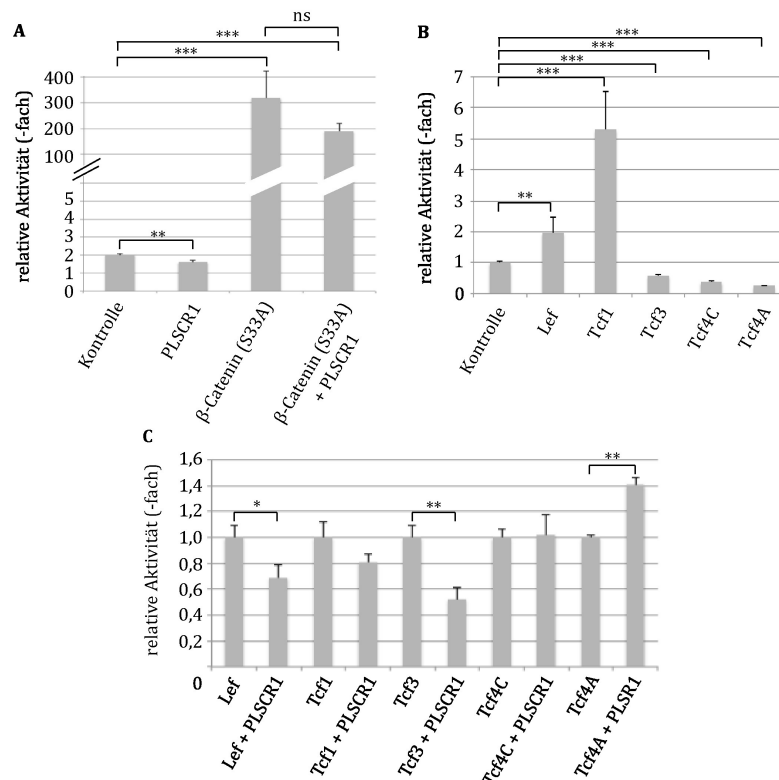 A
ns
***
***
relative Aktivität (-fach)
400
300
200
100
5
4
3
2
1
0
**
Kontrolle
PLSCR1
β-Catenin (S33A)
β-Catenin (S33A)
+ PLSCR1
B
***
***
***
***
relative Aktivität (-fach)
7
6
5
4
3
2
1
0
**
Kontrolle
Lef
Tcf1
Tcf3
Tcf4C
Tcf4A
C
relative Aktivität (-fach)
1,6
1,4
1,2
1,0
0,8
0,6
0,4
0,2
0
*
**
**
Lef
Lef + PLSCR1
Tcf1
Tcf1 + PLSCR1
Tcf3
Tcf3 + PLSCR1
Tcf4C
Tcf4C + PLSCR1
Tcf4A
Tcf4A + PLSR1